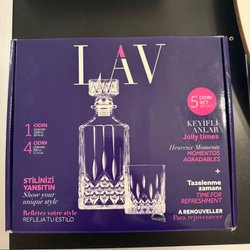 LAV
5
SET
KEYİFLİ
ANLAR
Jolly times
Heureux Moments
MOMENTOS
AGRADABLES
+
Tazelenme
zamanı
TIME FOR
REFRESHMENT
A RENOUVELLER
Para rejuvenecer
1
4
STİLİNİZİ
YANSITIN
Show your
unique style
Reflétez votre style
REFLEJA TU ESTILO